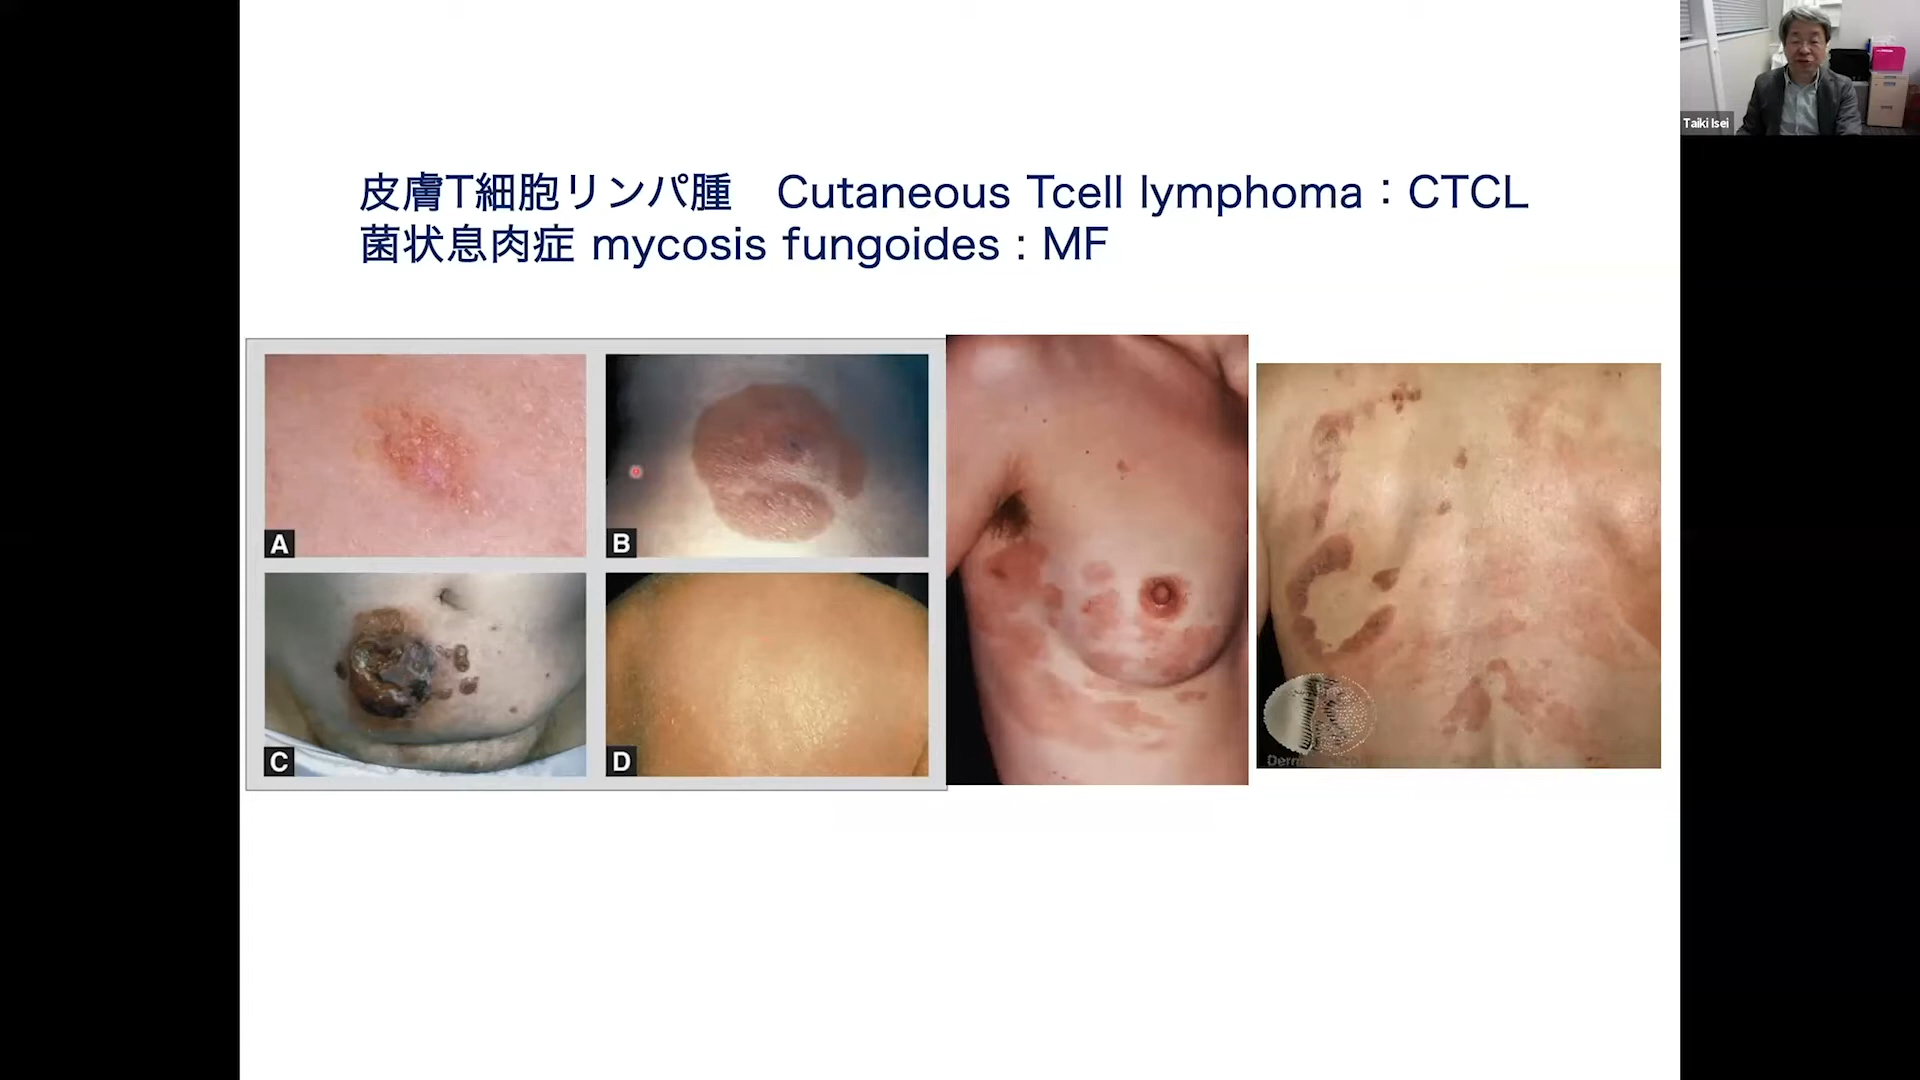 皮膚T細胞リンパ腫　Cutaneous Tcell lymphoma：CTCL
菌状息肉症 mycosis fungoides : MF
Taiki Isei
A
B
C
D